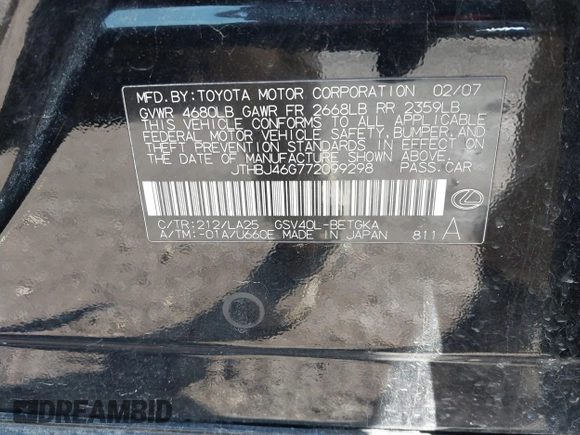 MFD.BY:TOYOTA MOTOR CORPORATION 02/07
GVWR 4680LB GAWR FR 2668LB RR 2359LB
THIS VEHICLE CONFORMS TO ALL APPLICABLE
FEDERAL MOTOR VEHICLE SAFETY, BUMPER, AND
THEFT PREVENTION STANDARDS IN EFFECT ON THE
DATE OF MANUFACTURE SHOWN ABOVE.
JTHBJ46G772099298 PASS.CAR
C/TR:212/LA25 GSV40L-BETGKA
A/TM:-01A/U660E MADE IN JAPAN 811 A
DREAMBID